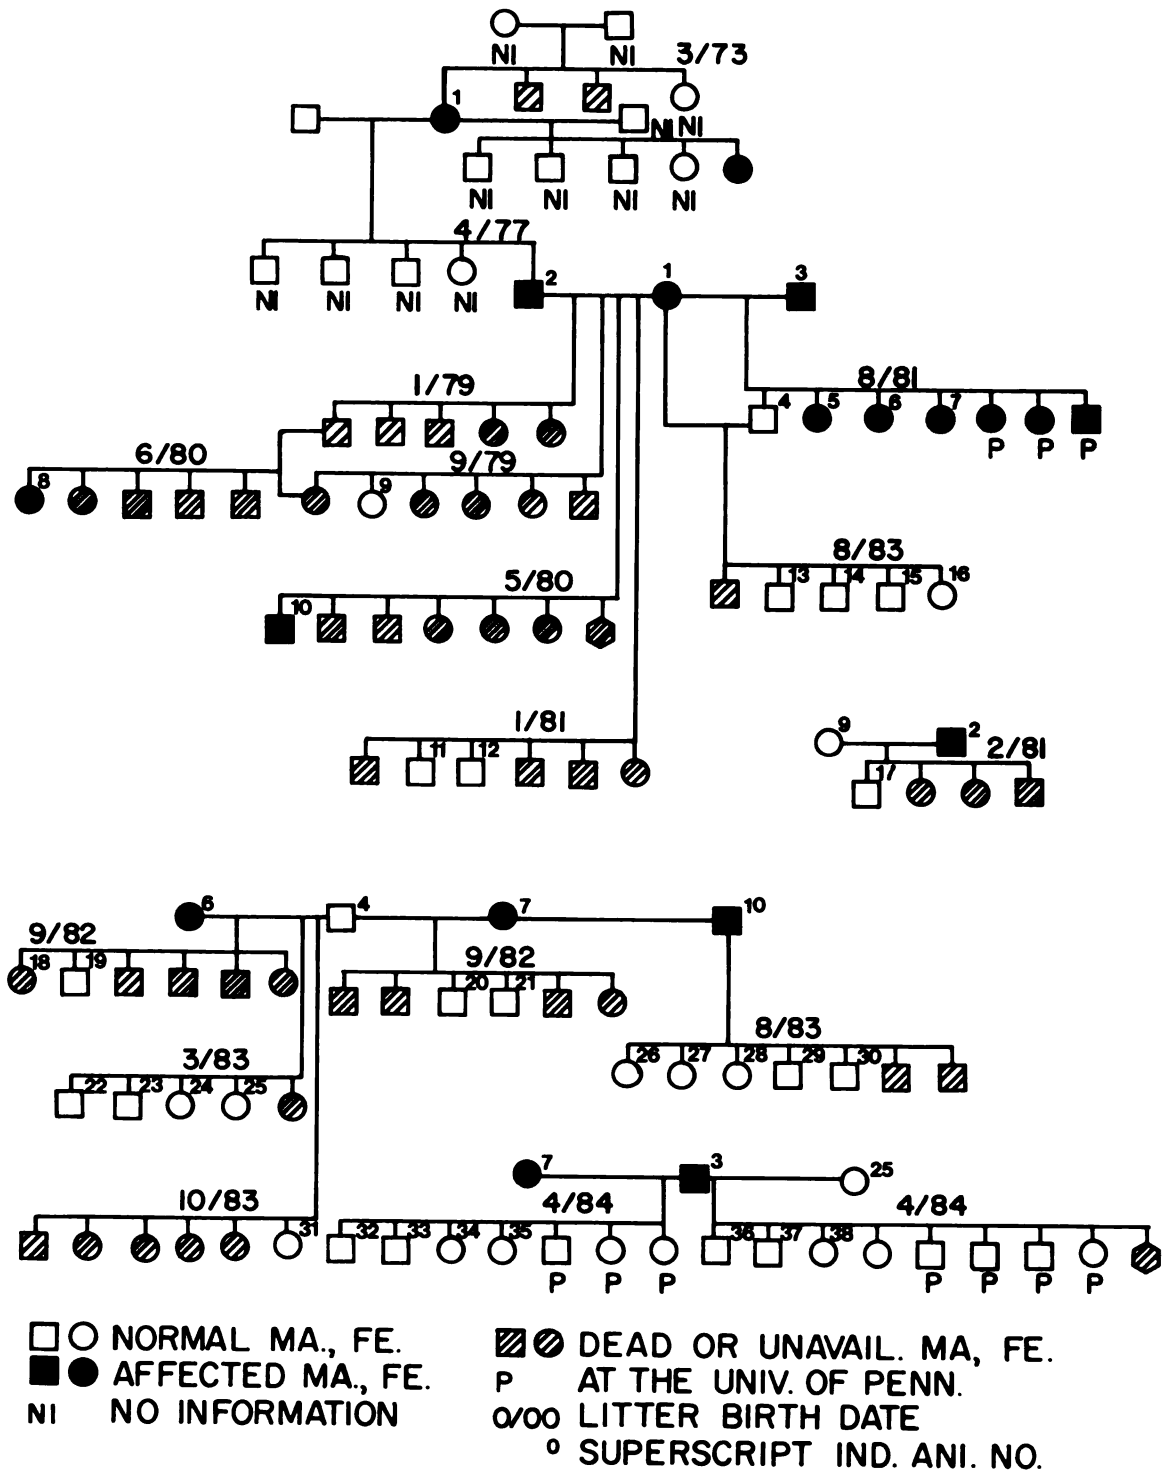 NI NI 3/73
1
NI NI
NI NI NI NI
4/77
NI NI NI NI 2 1 3
1/79 8/81
4 5 6 7
P P P
6/80 9/79
8 9
8/83
13 14 15 16
5/80
10
1/81
11 12
9 2
2/81
17
6 4 7 10
9/82 9/82
18 19 20 21
8/83
26 27 28 29 30
3/83
22 23 24 25
7 3 25
10/83 4/84 4/84
31 32 33 34 35 36 37 38
P P P P P P P
NORMAL MA., FE.
AFFECTED MA., FE.
NI NO INFORMATION
DEAD OR UNAVAIL. MA, FE.
P AT THE UNIV. OF PENN.
0/00 LITTER BIRTH DATE
0 SUPERSCRIPT IND. ANI. NO.